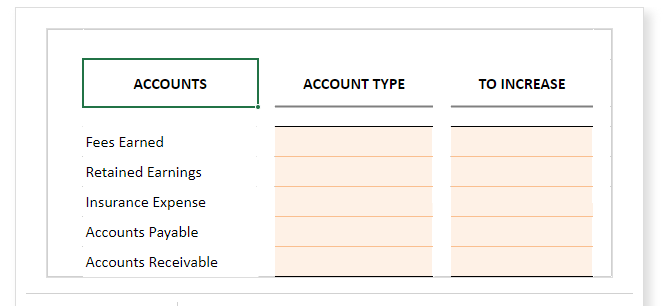 ACCOUNTS ACCOUNT TYPE TO INCREASE
Fees Earned
Retained Earnings
Insurance Expense
Accounts Payable
Accounts Receivable